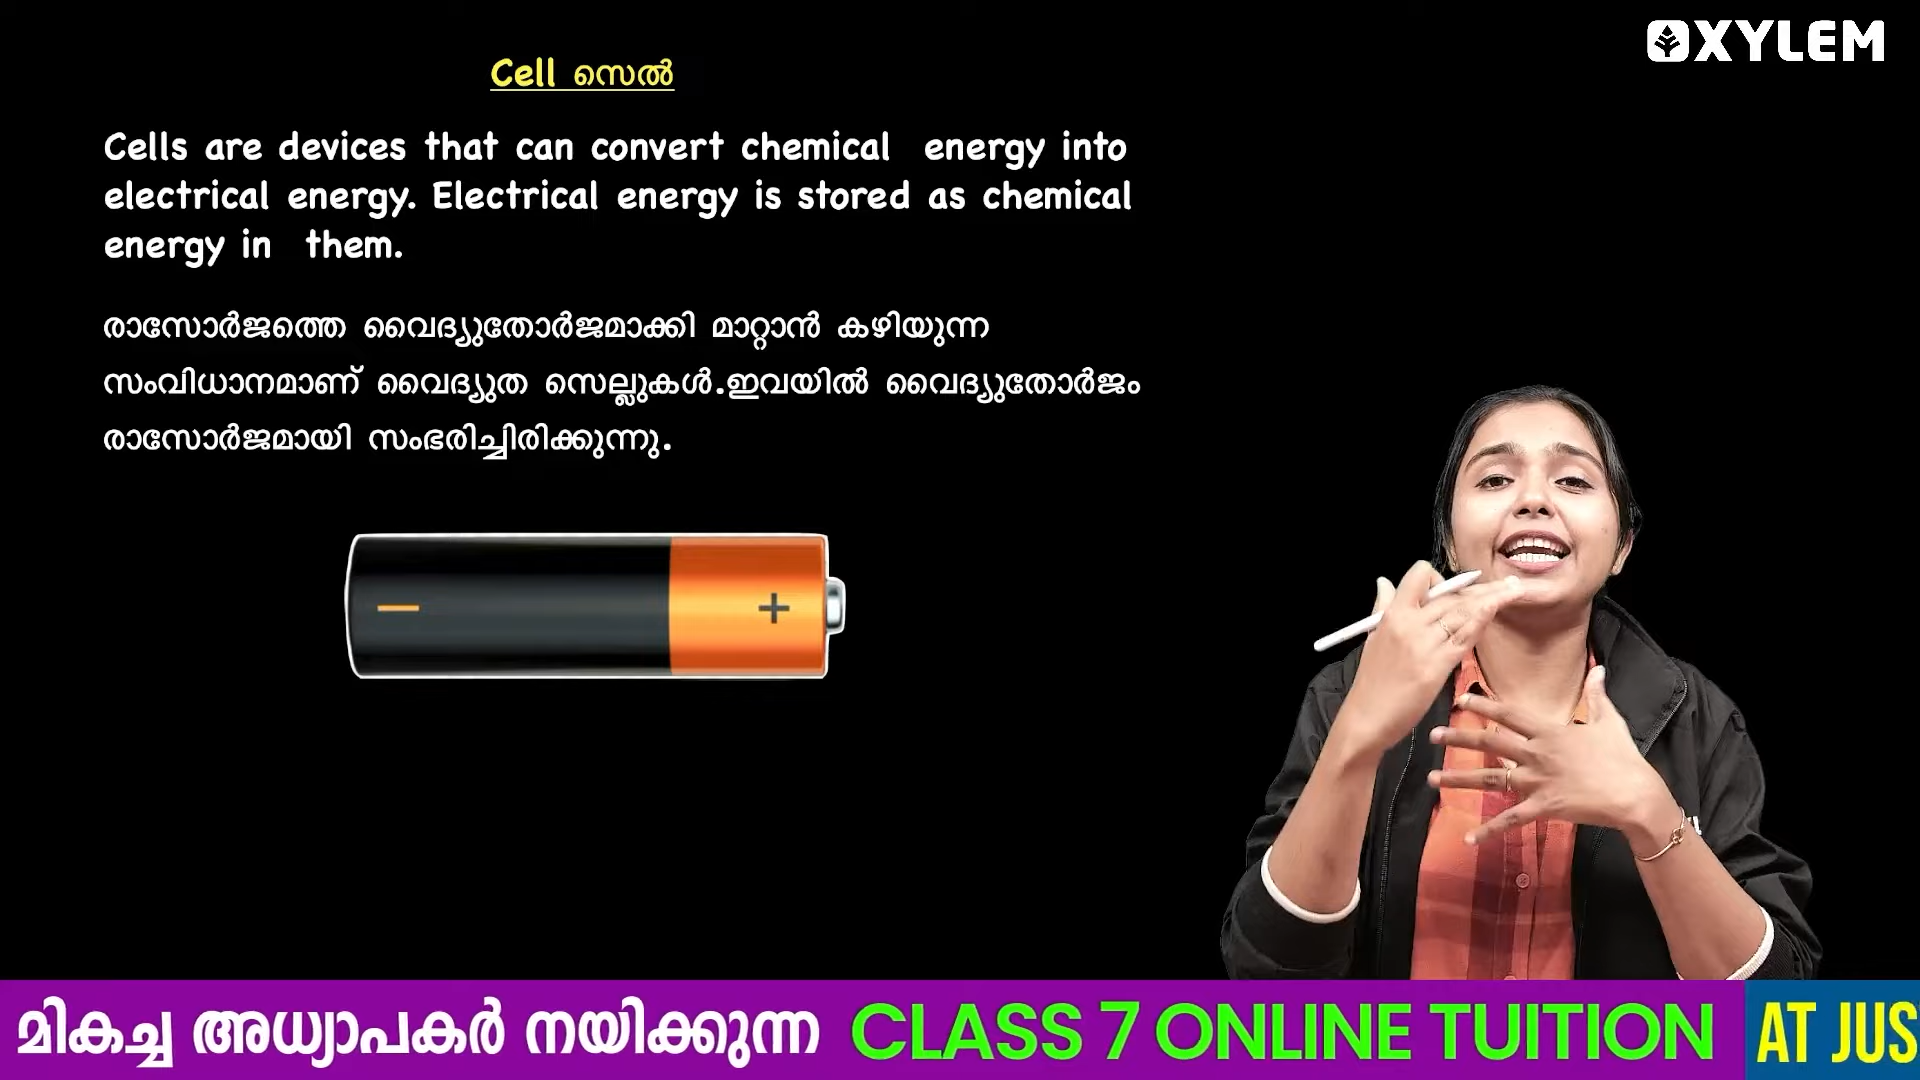 OXYLEM
Cell സെൽ
Cells are devices that can convert chemical energy into
electrical energy. Electrical energy is stored as chemical
energy in them.
രാസോർജത്തെ വൈദ്യുതോർജമാക്കി മാറ്റാൻ കഴിയുന്ന
സംവിധാനമാണ് വൈദ്യുത സെല്ലുകൾ.ഇവയിൽ വൈദ്യുതോർജം
രാസോർജമായി സംഭരിച്ചിരിക്കുന്നു.
– +
മികച്ച അധ്യാപകർ നയിക്കുന്ന CLASS 7 ONLINE TUITION AT JUS